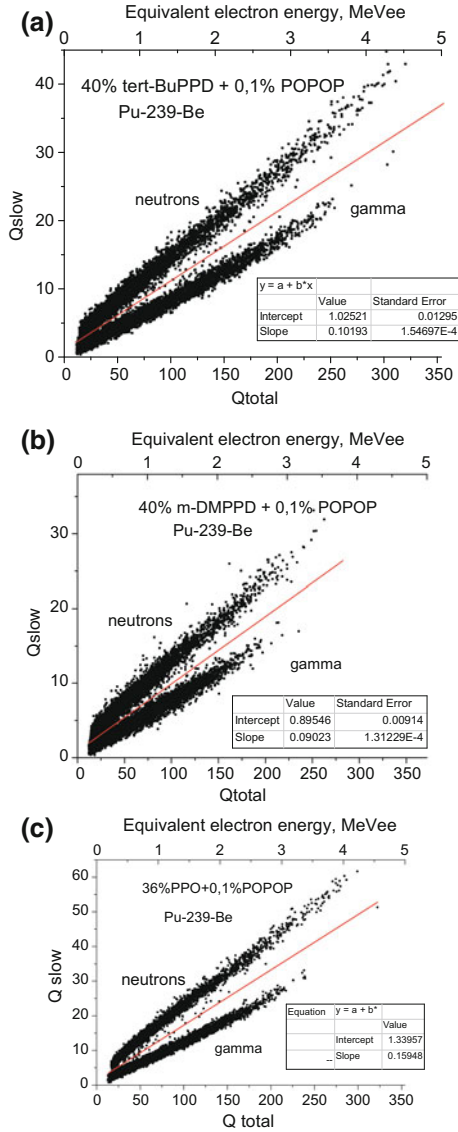 (a)
Equivalent electron energy, MeVee
0 1 2 3 4 5
40% tert-BuPPD + 0,1% POPOP
Pu-239-Be
neutrons
gamma
Qslow
40
30
20
10
0
y = a + b*x
Value Standard Error
Intercept 1.02521 0.01295
Slope 0.10193 1.54697E-4
0 50 100 150 200 250 300 350
Qtotal
(b)
Equivalent electron energy, MeVee
0 1 2 3 4 5
40% m-DMPPD + 0,1% POPOP
Pu-239-Be
neutrons
gamma
Qslow
30
20
10
0
Value Standard Error
Intercept 0.89546 0.00914
Slope 0.09023 1.31229E-4
0 50 100 150 200 250 300 350
Qtotal
(c)
Equivalent electron energy, MeVee
0 1 2 3 4 5
36%PPO+0,1%POPOP
Pu-239-Be
neutrons
gamma
Q slow
60
50
40
30
20
10
0
Equation y = a + b*
Value
Intercept 1.33957
_ Slope 0.15948
0 50 100 150 200 250 300 350
Q total